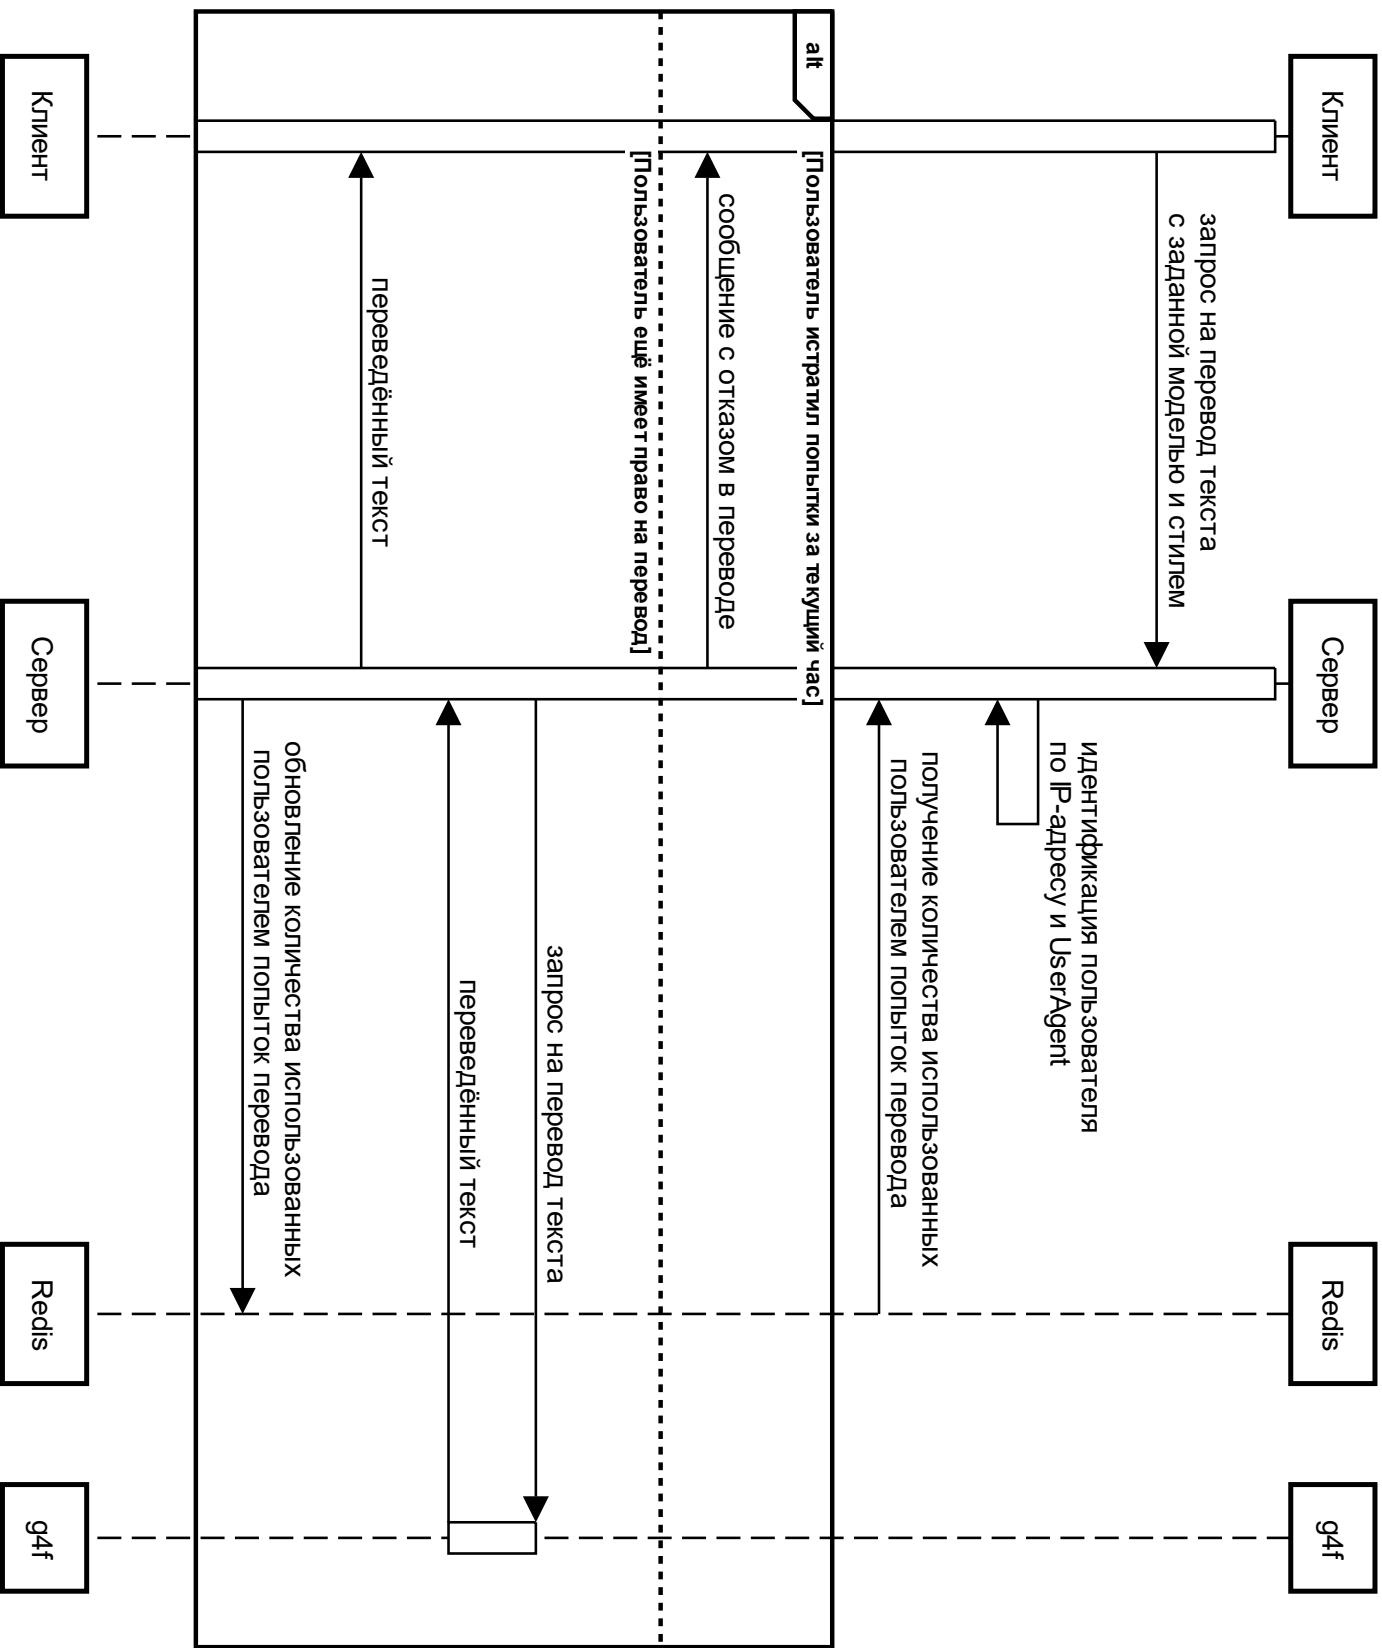 Клиент
Сервер
Redis
g4f
запрос на перевод текста
с заданной моделью и стилем
идентификация пользователя
по IP-адресу и UserAgent
получение количества использованных
пользователем попыток перевода
alt
[Пользователь истратил попытки за текущий час]
сообщение с отказом в переводе
[Пользователь ещё имеет право на перевод]
запрос на перевод текста
переведённый текст
переведённый текст
обновление количества использованных
пользователем попыток перевода
Клиент
Сервер
Redis
g4f